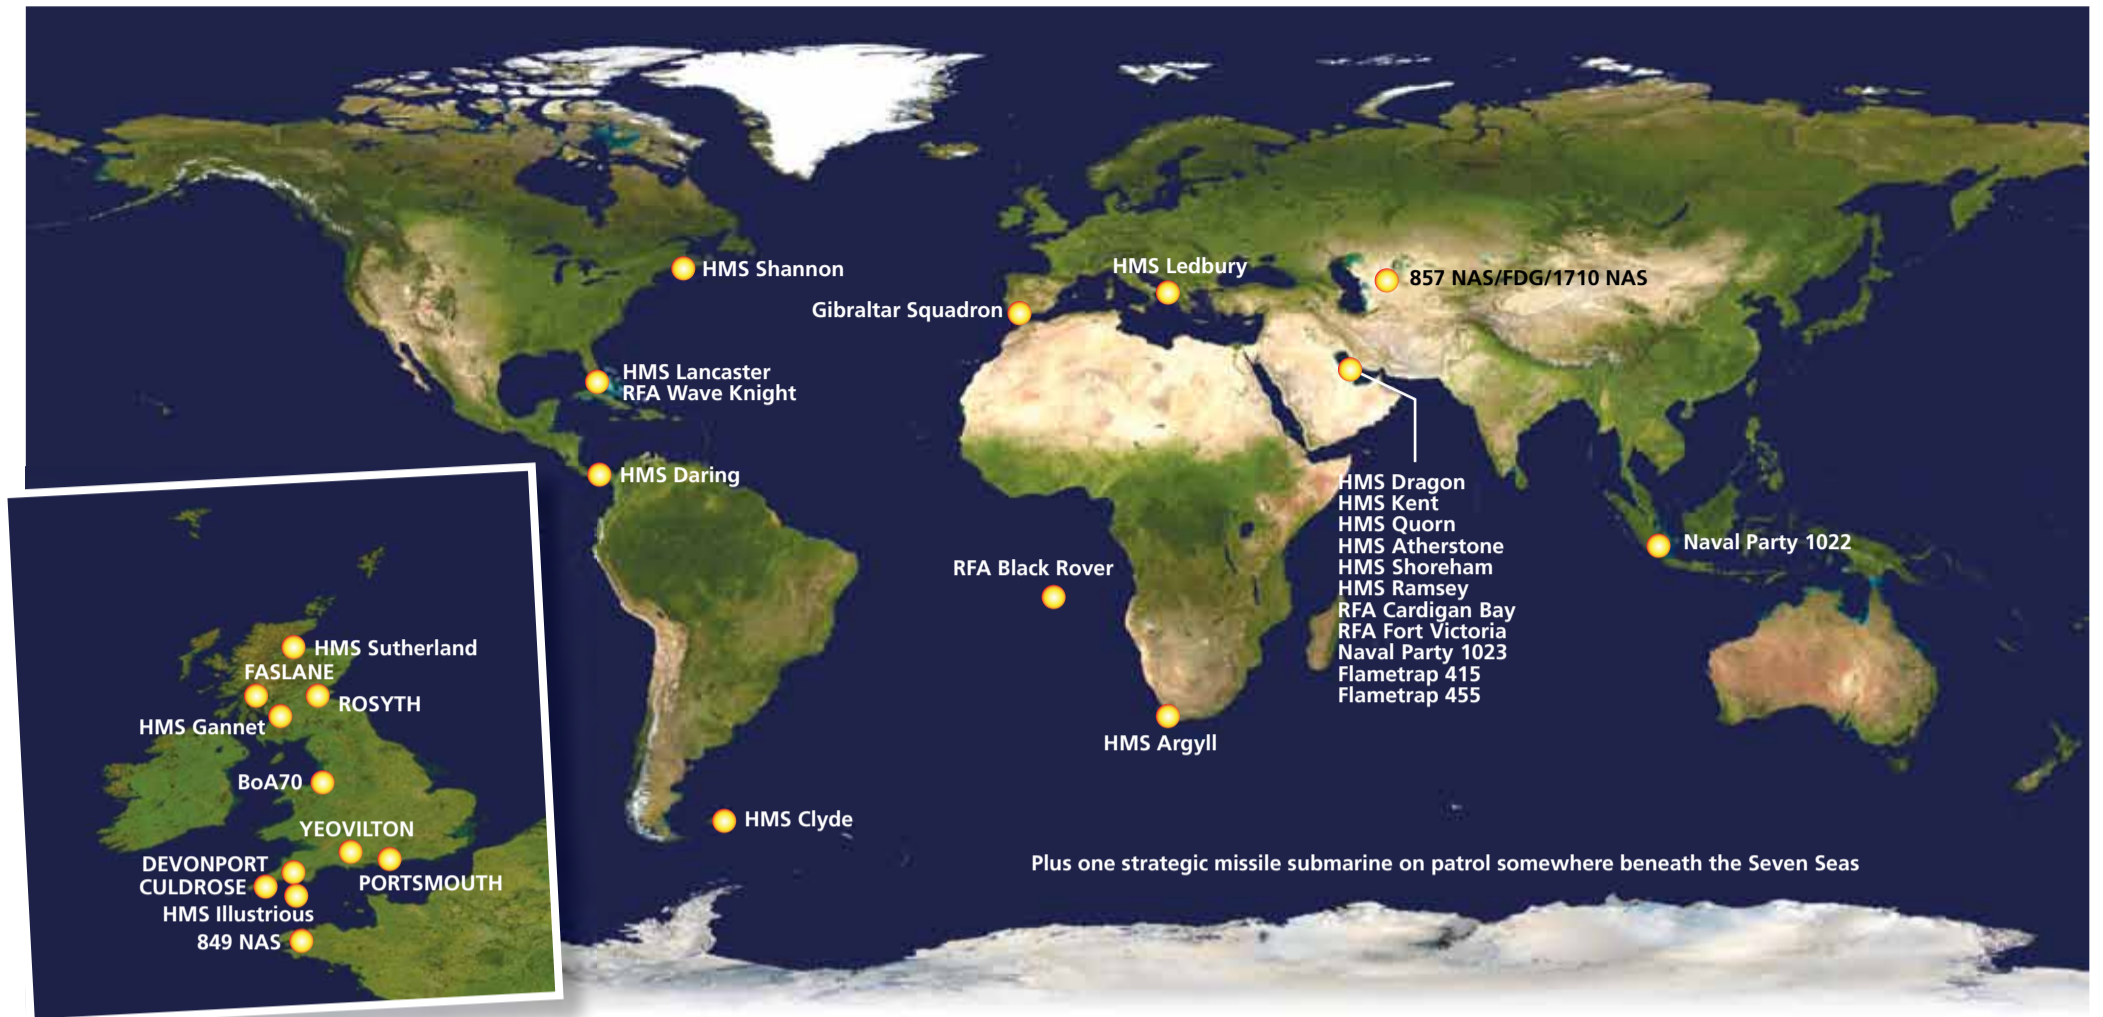 HMS Shannon
HMS Ledbury
857 NAS/FDG/1710 NAS
Gibraltar Squadron
HMS Lancaster
RFA Wave Knight
HMS Daring
HMS Dragon
HMS Kent
HMS Quorn
HMS Atherstone
HMS Shoreham
HMS Ramsey
RFA Cardigan Bay
RFA Fort Victoria
Naval Party 1023
Flametrap 415
Flametrap 455
Naval Party 1022
RFA Black Rover
HMS Argyll
HMS Clyde
Plus one strategic missile submarine on patrol somewhere beneath the Seven Seas
HMS Sutherland
FASLANE
ROSYTH
HMS Gannet
BoA70
YEOVILTON
DEVONPORT
PORTSMOUTH
CULDROSE
HMS Illustrious
849 NAS